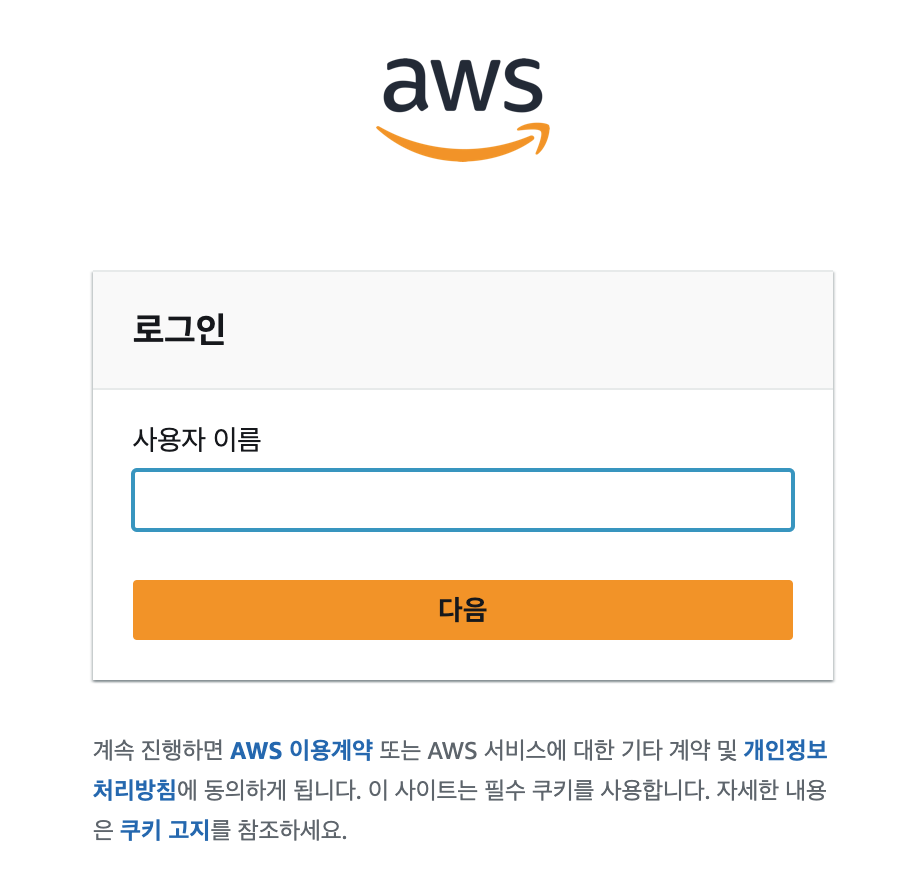 aws
로그인
사용자 이름
다음
계속 진행하면 AWS 이용계약 또는 AWS 서비스에 대한 기타 계약 및 개인정보
처리방침에 동의하게 됩니다. 이 사이트는 필수 쿠키를 사용합니다. 자세한 내용
은 쿠키 고지를 참조하세요.